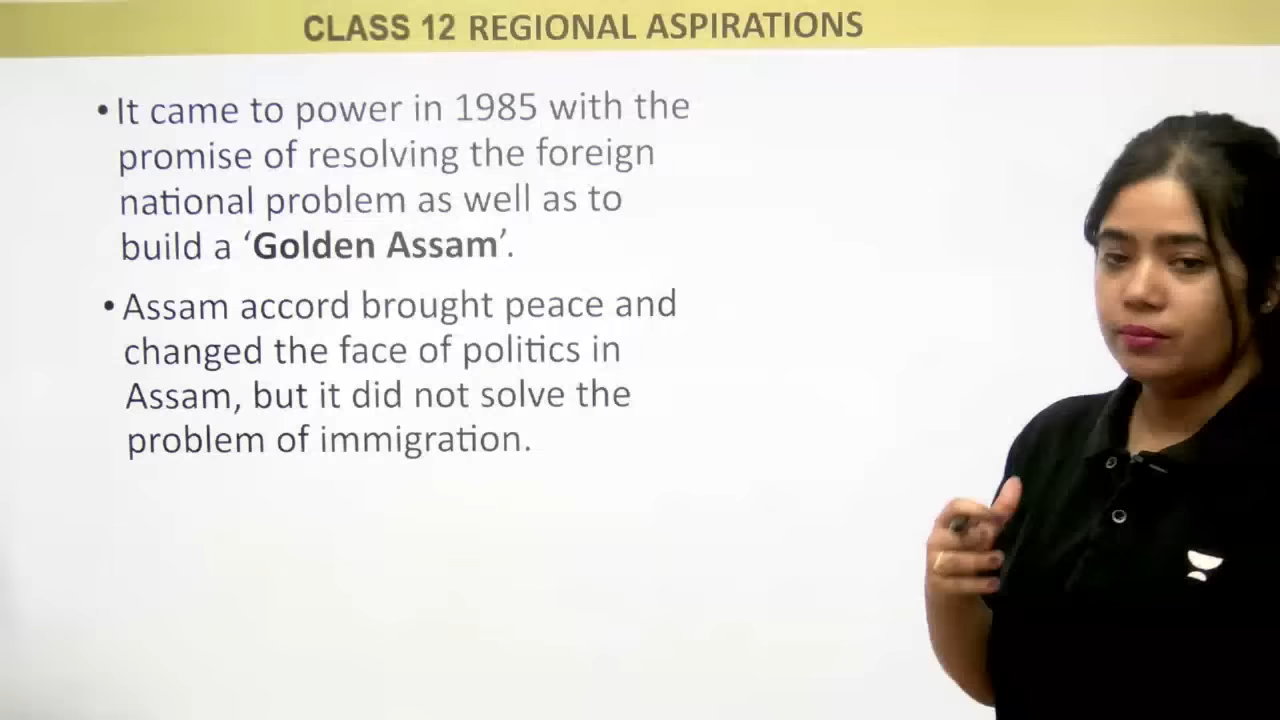 CLASS 12 REGIONAL ASPIRATIONS
• It came to power in 1985 with the
promise of resolving the foreign
national problem as well as to
build a ‘Golden Assam’.
• Assam accord brought peace and
changed the face of politics in
Assam, but it did not solve the
problem of immigration.